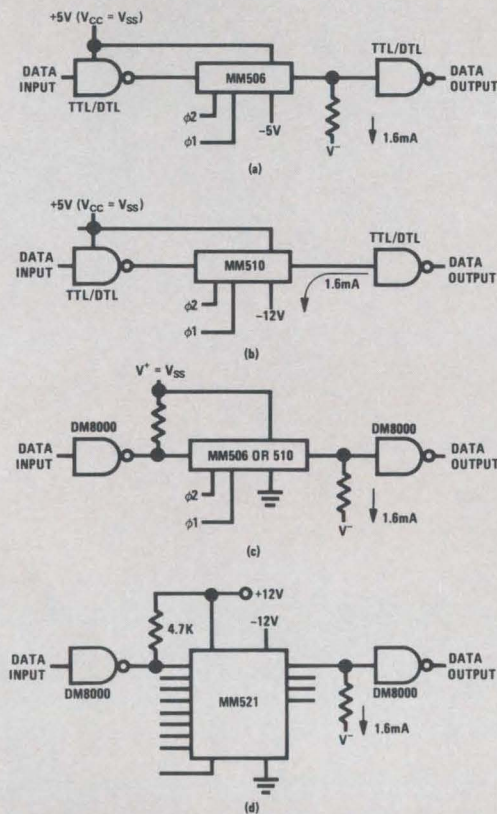 +5V (VCC = VSS)
DATA INPUT
TTL/DTL
MM506
ϕ2
ϕ1
−5V
V−
1.6mA
TTL/DTL
DATA OUTPUT
(a)
+5V (VCC = VSS)
DATA INPUT
TTL/DTL
MM510
ϕ2
ϕ1
−12V
1.6mA
TTL/DTL
DATA OUTPUT
(b)
V+ = VSS
DM8000
DATA INPUT
MM506 OR 510
ϕ2
ϕ1
V−
1.6mA
DM8000
DATA OUTPUT
(c)
+12V
−12V
4.7K
DATA INPUT
DM8000
MM521
V−
1.6mA
DM8000
DATA OUTPUT
(d)